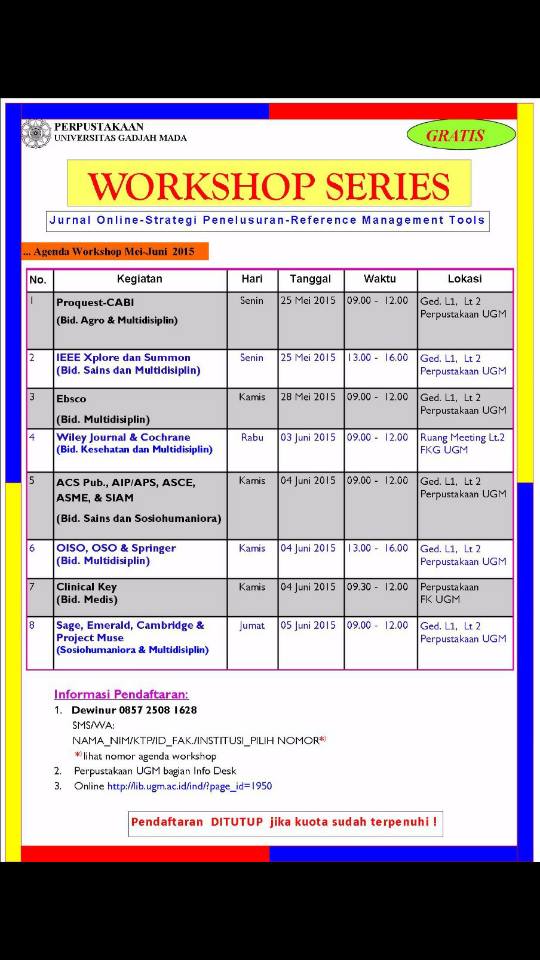 PERPUSTAKAAN
UNIVERSITAS GADJAH MADA
GRATIS
WORKSHOP SERIES
Jurnal Online-Strategi Penelusuran-Reference Management Tools
... Agenda Workshop Mei-Juni 2015
No. Kegiatan Hari Tanggal Waktu Lokasi
1 Proquest-CABI Senin 25 Mei 2015 09.00 - 12.00 Ged. L1, Lt 2
(Bid. Agro & Multidisiplin) Perpustakaan UGM
2 IEEE Xplore dan Summon Senin 25 Mei 2015 13.00 - 16.00 Ged. L1, Lt 2
(Bid. Sains dan Multidisiplin) Perpustakaan UGM
3 Ebsco Kamis 28 Mei 2015 09.00 - 12.00 Ged. L1, Lt 2
(Bid. Multidisiplin) Perpustakaan UGM
4 Wiley Journal & Cochrane Rabu 03 Juni 2015 09.00 - 12.00 Ruang Meeting Lt.2
(Bid. Kesehatan dan Multidisiplin) FKG UGM
5 ACS Pub., AIP/APS, ASCE, Kamis 04 Juni 2015 09.00 - 12.00 Ged. L1, Lt 2
ASME, & SIAM Perpustakaan UGM
(Bid. Sains dan Sosiohumaniora)
6 OISO, OSO & Springer Kamis 04 Juni 2015 13.00 - 16.00 Ged. L1, Lt 2
(Bid. Multidisiplin) Perpustakaan UGM
7 Clinical Key Kamis 04 Juni 2015 09.30 - 12.00 Perpustakaan
(Bid. Medis) FK UGM
8 Sage, Emerald, Cambridge & Jumat 05 Juni 2015 09.00 - 12.00 Ged. L1, Lt 2
Project Muse Perpustakaan UGM
(Sosiohumaniora & Multidisiplin)
Informasi Pendaftaran:
1. Dewinur 0857 2508 1628
SMS/WA:
NAMA_NIM/KTP/ID_FAK./INSTITUSI_PILIH NOMOR*)
*)lihat nomor agenda workshop
2. Perpustakaan UGM bagian Info Desk
3. Online http://lib.ugm.ac.id/ind/?page_id=1950
Pendaftaran DITUTUP jika kuota sudah terpenuhi !